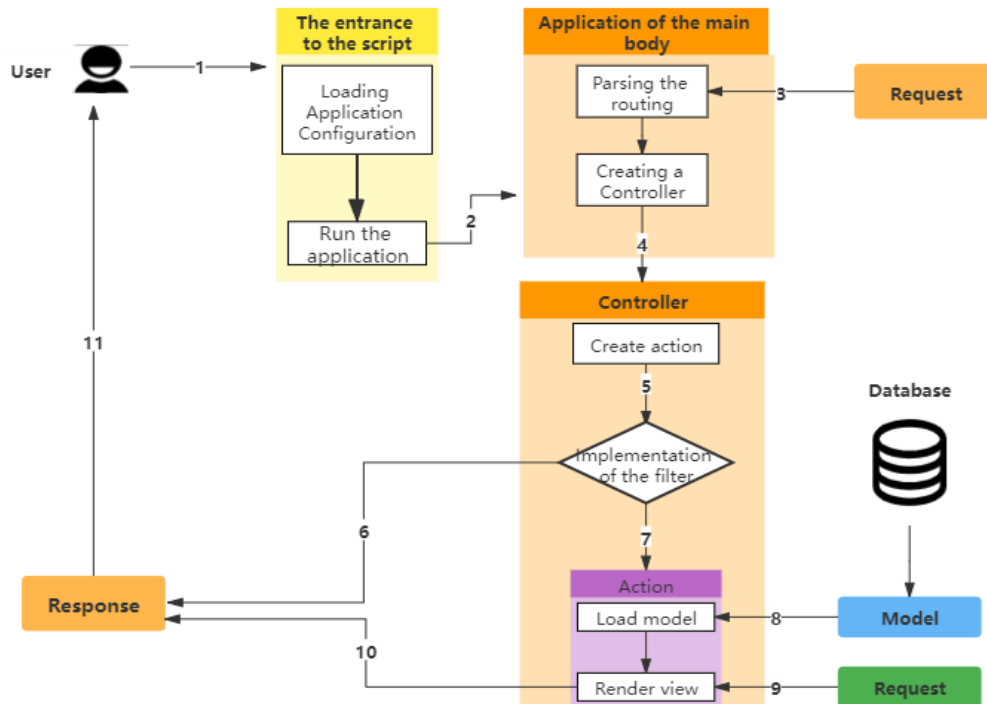 The entrance
to the script
Application of the main
body
User
1
Loading
Application
Configuration
Parsing the
routing
3
Request
Creating a
Controller
2
Run the
application
4
Controller
Create action
11
5
Database
Implementation
of the filter
6
7
Action
Response
Load model
8
Model
10
Render view
9
Request